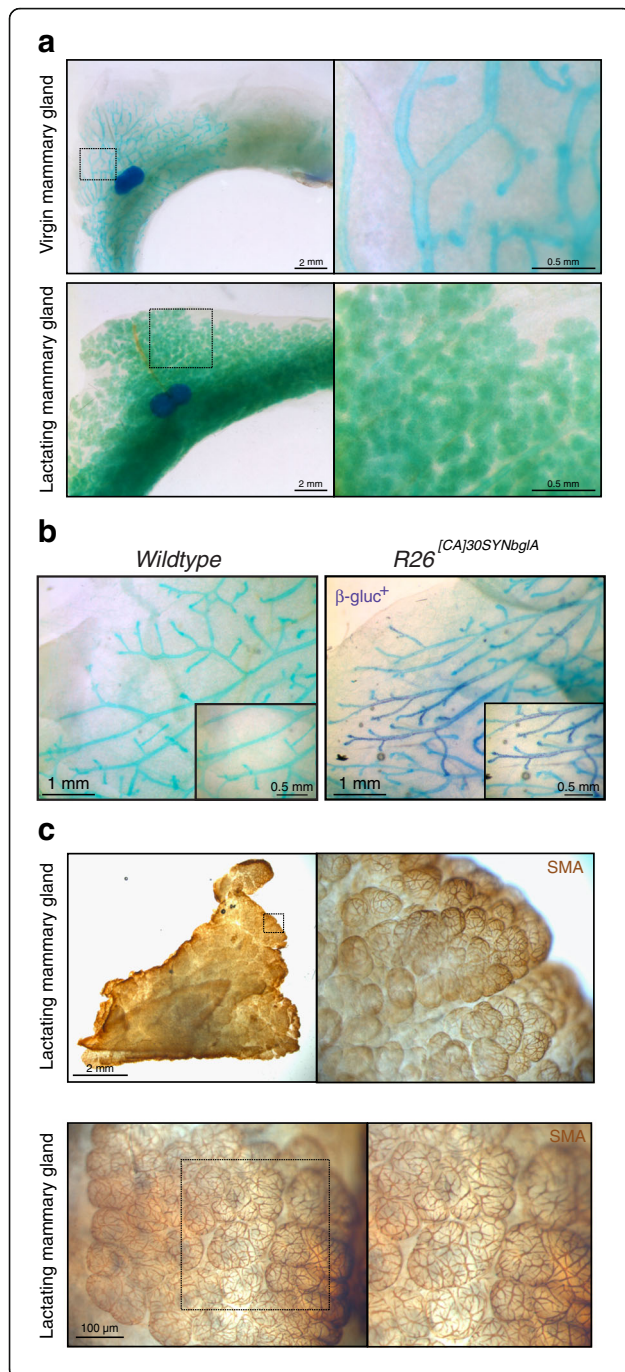 a
Virgin mammary gland
2 mm
0.5 mm
Lactating mammary gland
2 mm
0.5 mm
b
Wildtype
R26[CA]30SYNbglA
1 mm
0.5 mm
β-gluc+
1 mm
0.5 mm
c
Lactating mammary gland
2 mm
SMA
Lactating mammary gland
100 µm
SMA